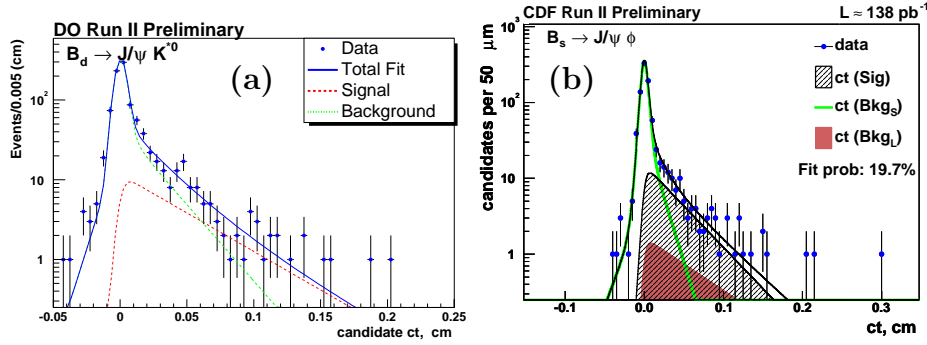 DO Run II Preliminary
B_d → J/ψ K*0
(a)
Data
Total Fit
Signal
Background
Events/0.005 (cm)
10²
10
1
-0.05 0 0.05 0.1 0.15 0.2 0.25
candidate ct, cm
CDF Run II Preliminary L ≈ 138 pb⁻¹
B_s → J/ψ φ
(b)
data
ct (Sig)
ct (Bkg_S)
ct (Bkg_L)
Fit prob: 19.7%
candidates per 50 μm
10³
10²
10
1
-0.1 0.0 0.1 0.2 0.3
ct, cm